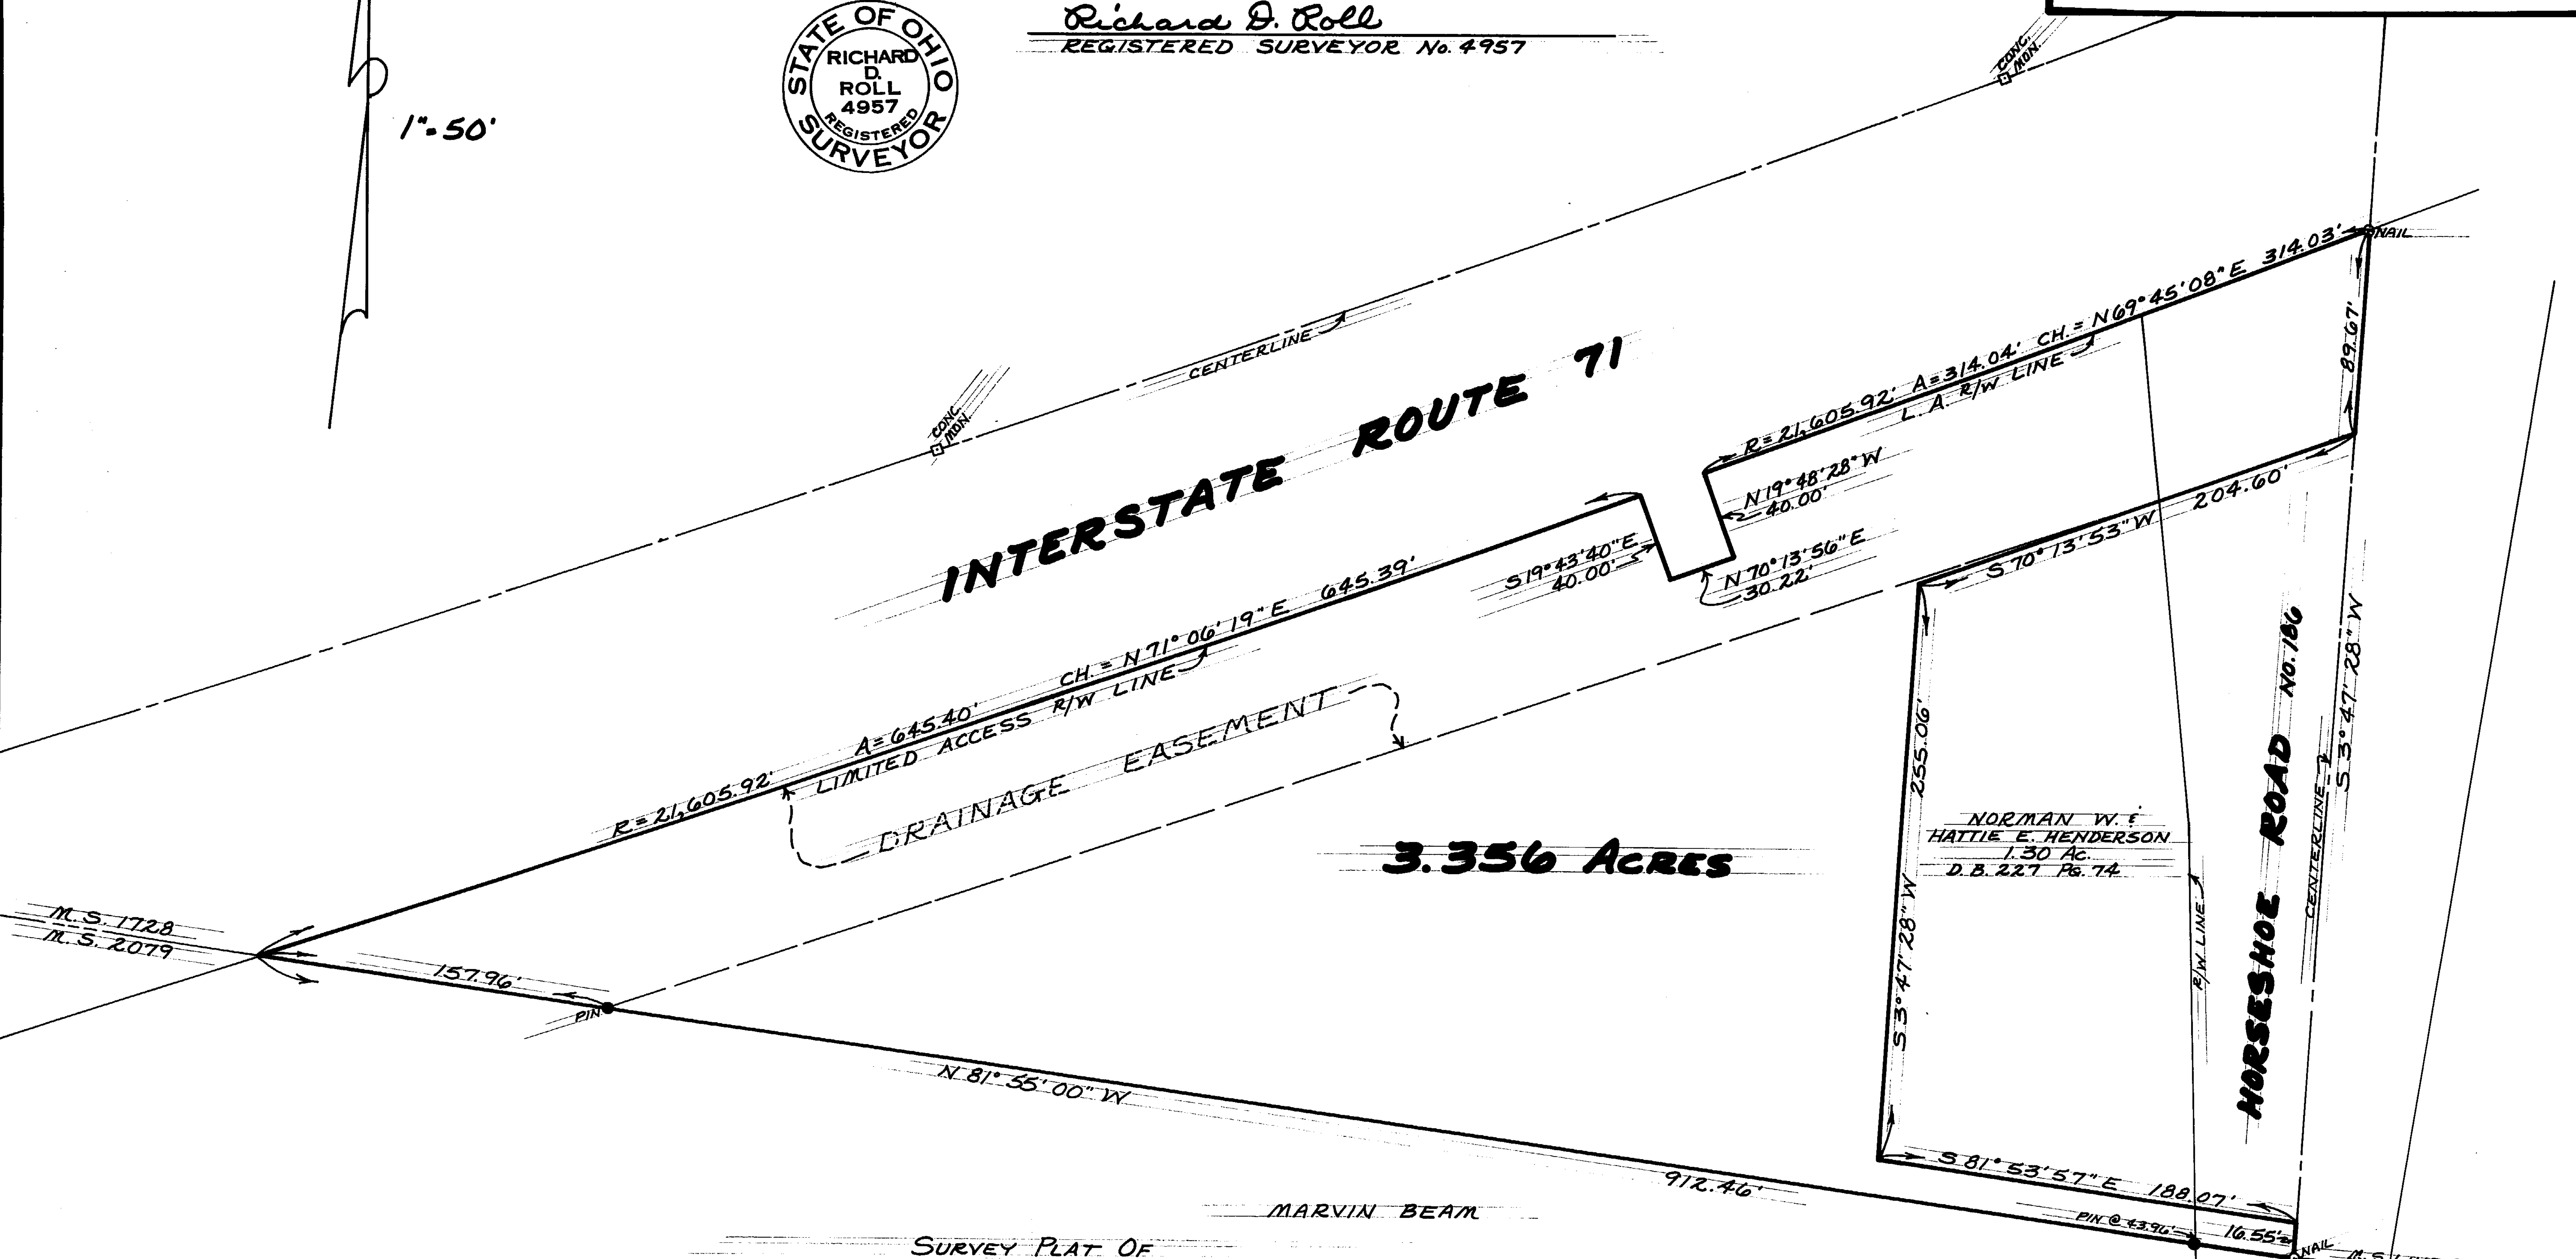 Richard D. Roll
REGISTERED SURVEYOR No. 4957
STATE OF OHIO
RICHARD
D.
ROLL
4957
REGISTERED
SURVEYOR
1"=50'
CONC.
MON.
CONC.
MON.
CENTERLINE
INTERSTATE ROUTE 71
NAIL
R=21,605.92' A=314.04' CH.=N69°45'08"E 314.03'
L.A. R/W LINE
89.67'
N19°48'28"W
40.00'
S19°43'40"E
40.00'
N70°13'56"E
30.22'
S70°13'53"W 204.60'
R=21,605.92' A=645.40' CH.=N71°06'19"E 645.39'
LIMITED ACCESS R/W LINE
DRAINAGE EASEMENT
3.356 ACRES
255.06'
S3°47'28"W
NORMAN W. &
HATTIE E. HENDERSON
1.30 AC.
D.B. 227 PG. 74
R/W LINE
HORSESHOE ROAD NO. 186
CENTERLINE
S3°47'28"W
M.S. 1728
M.S. 2079
157.96'
PIN
N81°55'00"W
912.46'
S81°53'57"E 188.07'
PIN @ 43.96'
16.55'
NAIL
MARVIN BEAM
SURVEY PLAT OF